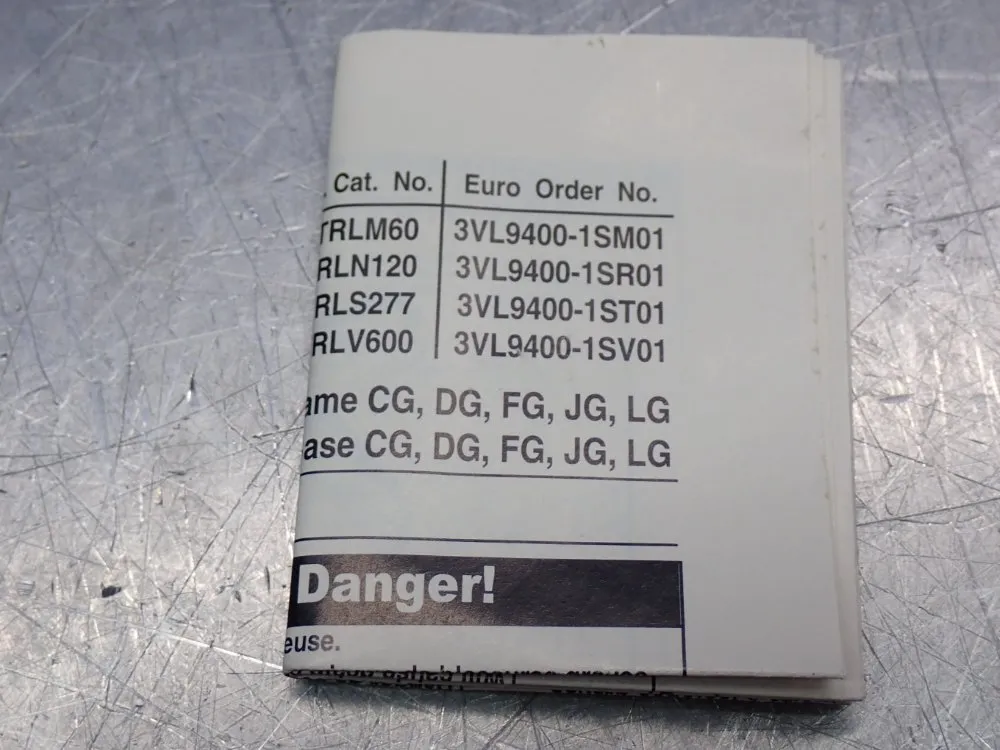 . Cat. No. Euro Order No.
TRLM60 3VL9400-1SM01
RLN120 3VL9400-1SR01
RLS277 3VL9400-1ST01
RLV600 3VL9400-1SV01
ame CG, DG, FG, JG, LG
ase CG, DG, FG, JG, LG
Danger!
euse.